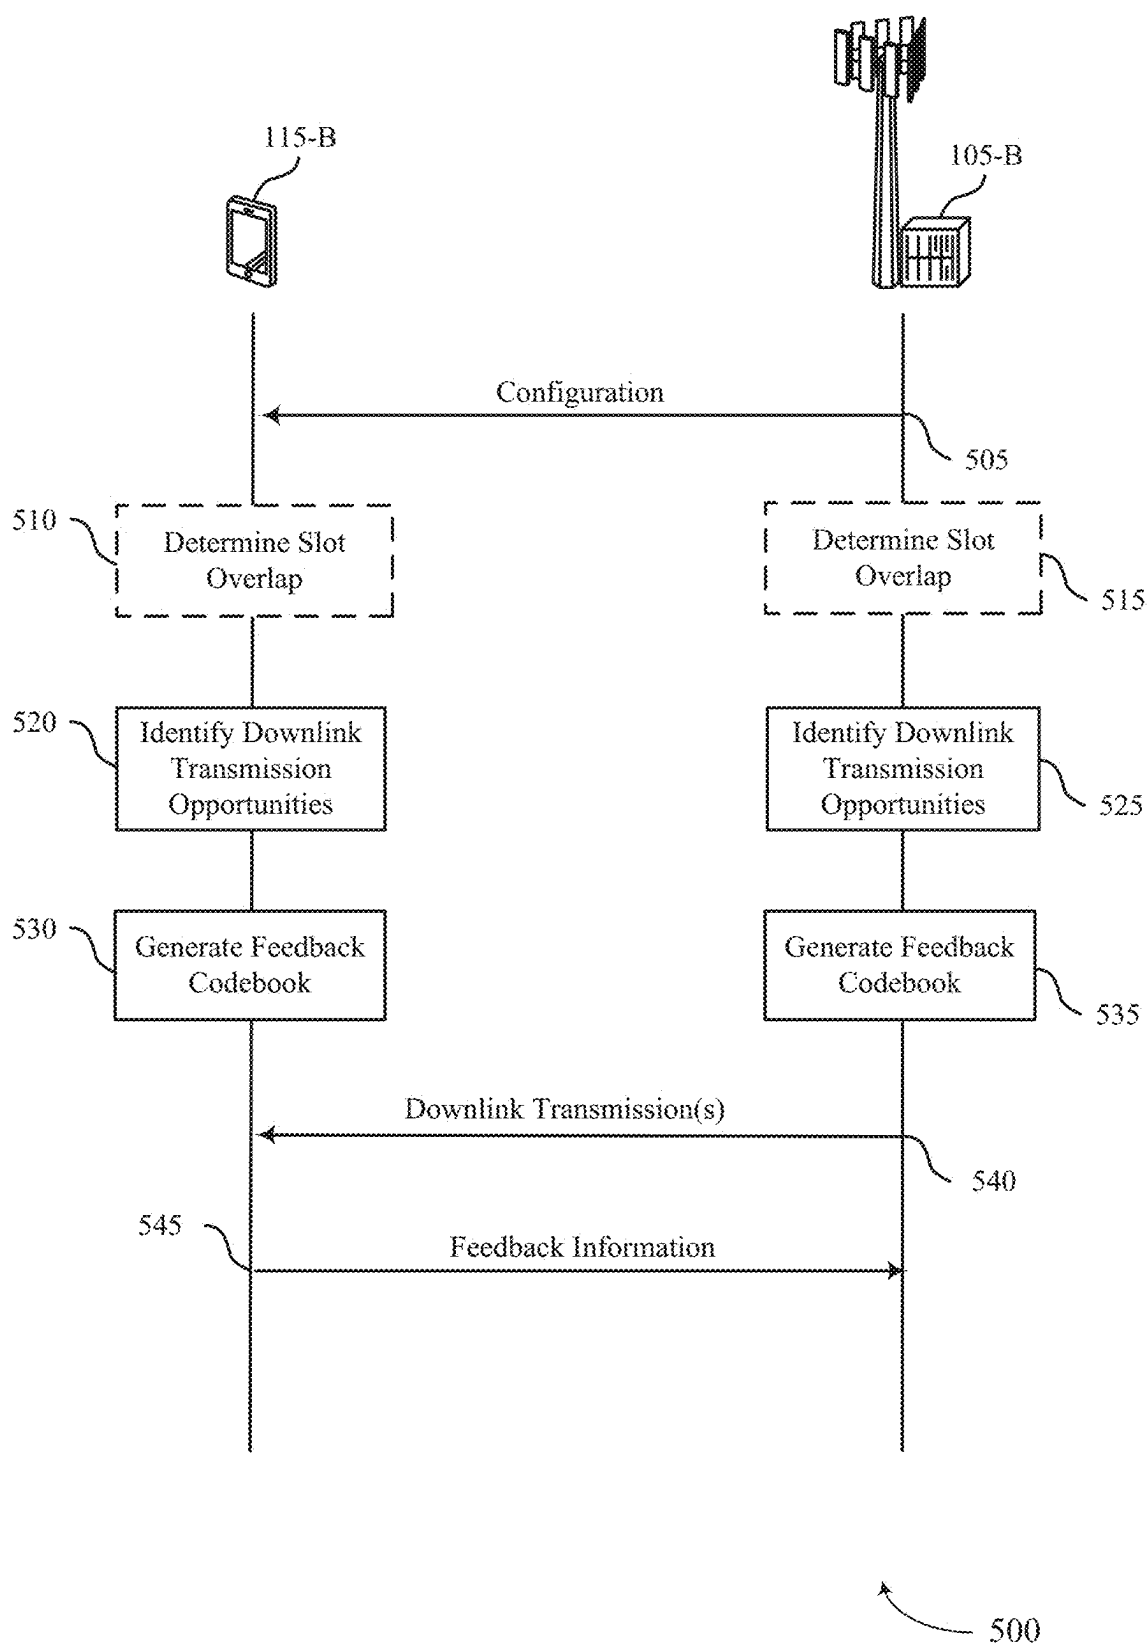 115-B
105-B
Configuration
505
510
Determine Slot
Overlap
Determine Slot
Overlap
515
520
Identify Downlink
Transmission
Opportunities
Identify Downlink
Transmission
Opportunities
525
530
Generate Feedback
Codebook
Generate Feedback
Codebook
535
Downlink Transmission(s)
540
545
Feedback Information
500